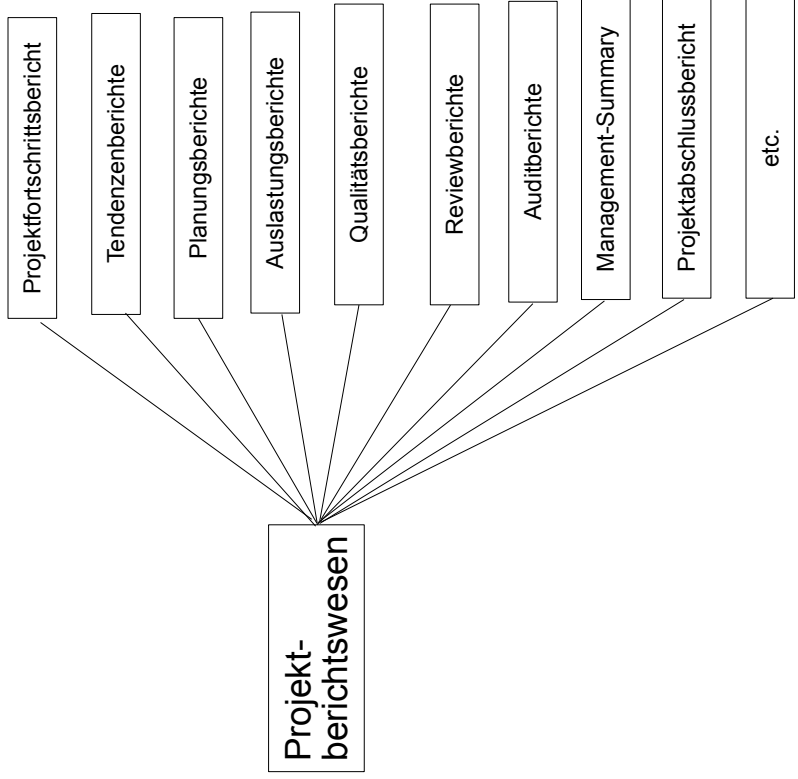 Projekt-
berichtswesen
Projektfortschrittsbericht
Tendenzenberichte
Planungsberichte
Auslastungsberichte
Qualitätsberichte
Reviewberichte
Auditberichte
Management-Summary
Projektabschlussbericht
etc.